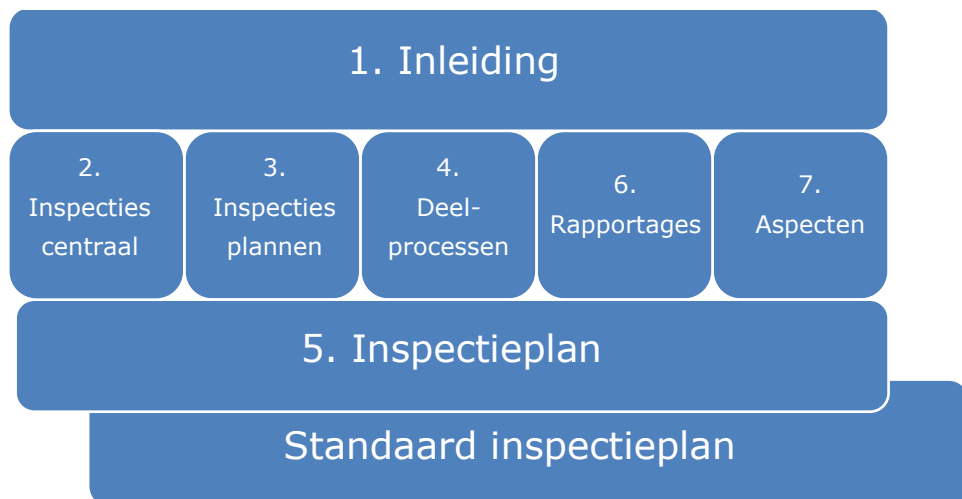 1. Inleiding
2.
Inspecties
centraal
3.
Inspecties
plannen
4.
Deel-
processen
6.
Rapportages
7.
Aspecten
5. Inspectieplan
Standaard inspectieplan